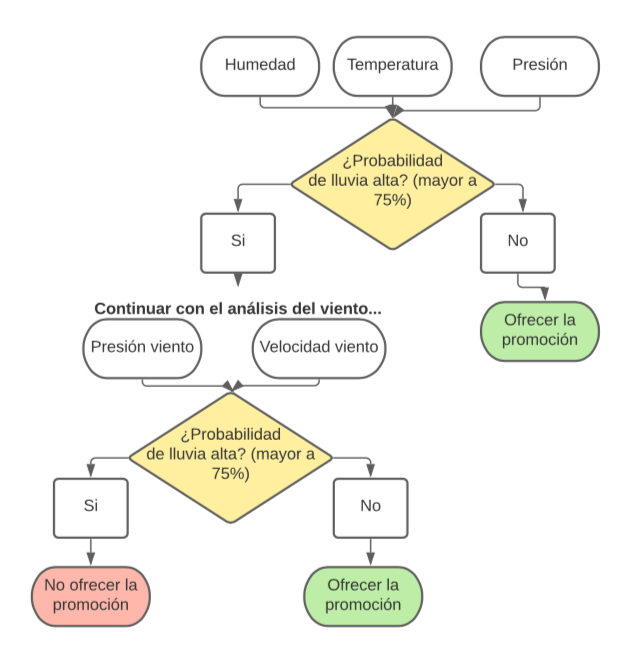 Humedad
Temperatura
Presión
¿Probabilidad
de lluvia alta? (mayor a
75%)
Si
No
Continuar con el análisis del viento...
Ofrecer la
promoción
Presión viento
Velocidad viento
¿Probabilidad
de lluvia alta? (mayor a
75%)
Si
No
No ofrecer la
promoción
Ofrecer la
promoción